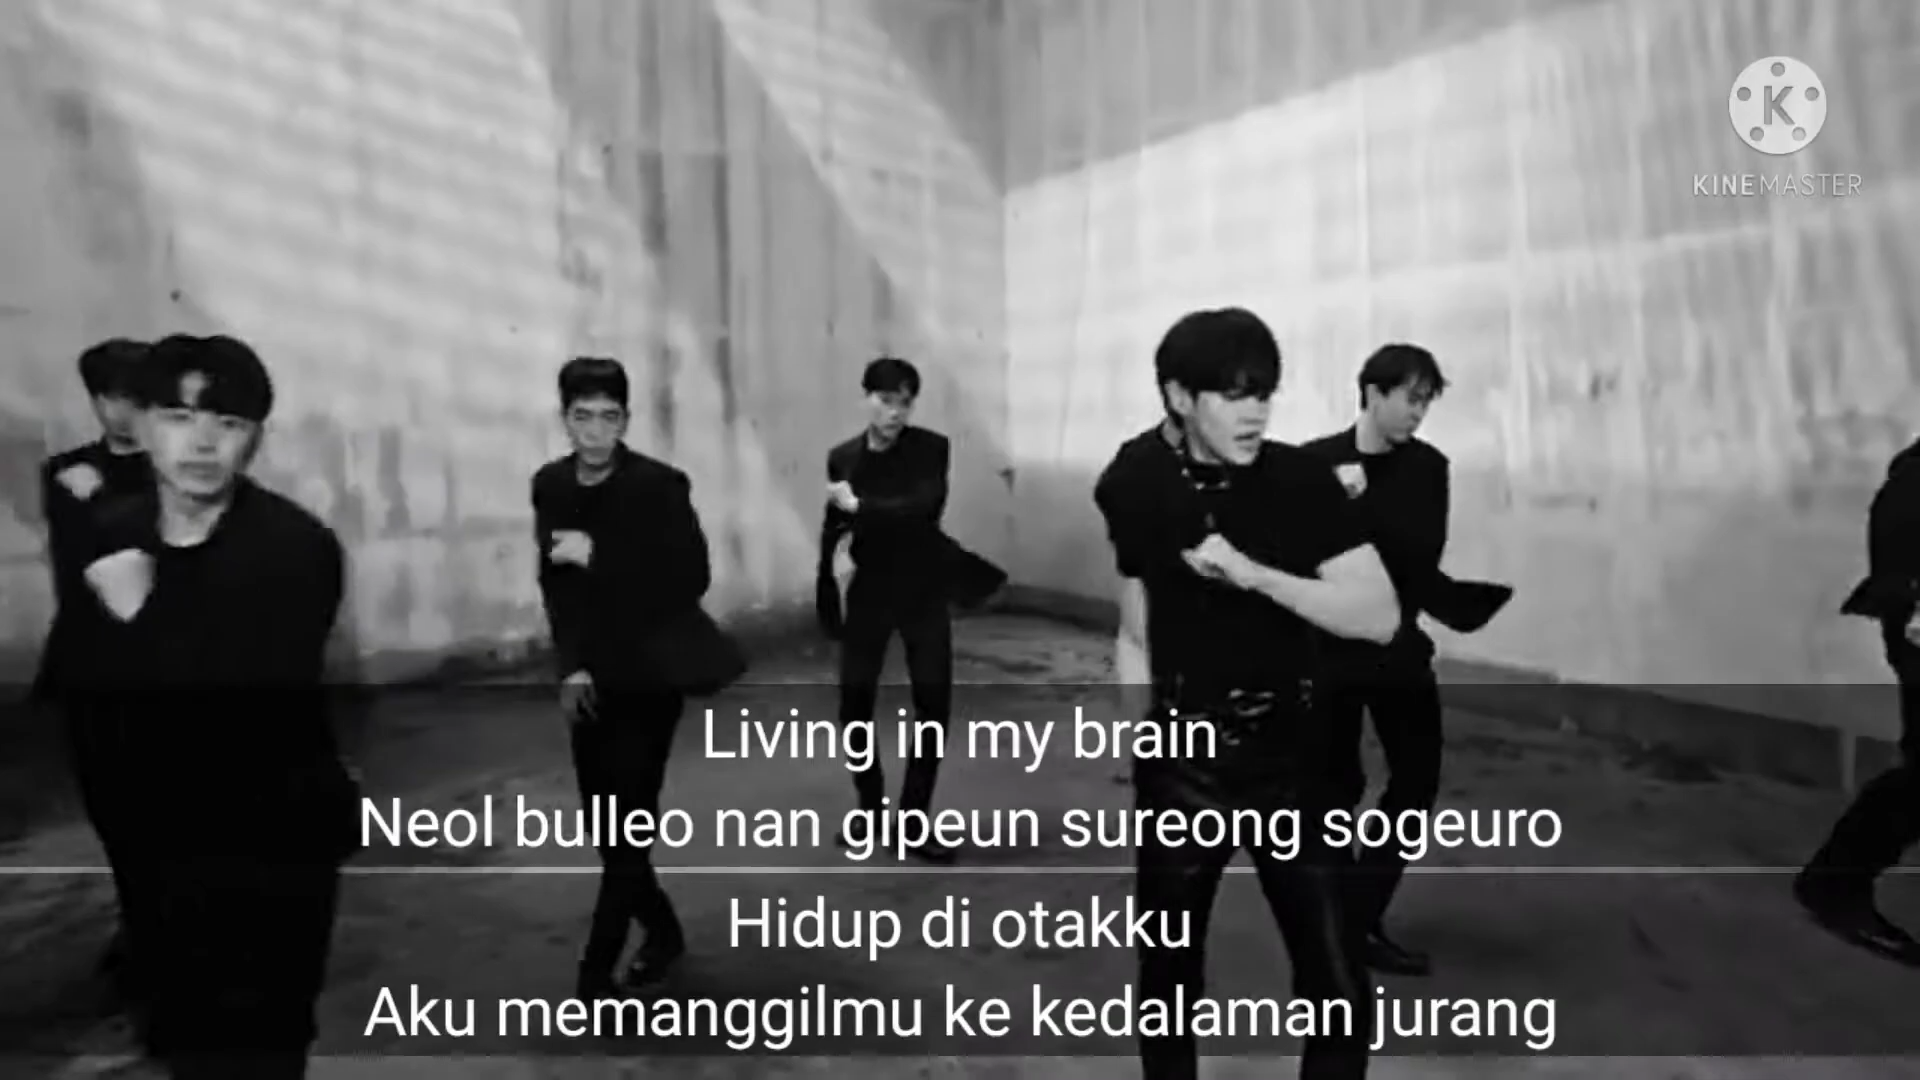 K
KINEMASTER
Living in my brain
Neol bulleo nan gipeun sureong sogeuro
Hidup di otakku
Aku memanggilmu ke kedalaman jurang